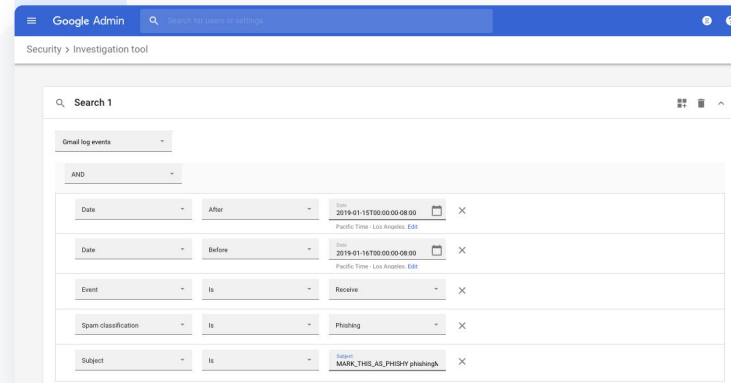 Google Admin
Search for users or settings
Security > Investigation tool
Search 1
Gmail log events
AND
Date After Date 2019-01-15T00:00:00-08:00
Pacific Time - Los Angeles. Edit
Date Before Date 2019-01-16T00:00:00-08:00
Pacific Time - Los Angeles. Edit
Event Is Receive
Spam classification Is Phishing
Subject Is Subject MARK_THIS_AS_PHISHY